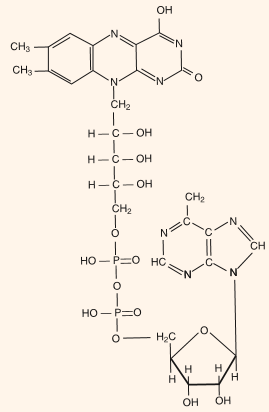 OH
CH₃ N N
CH₃ N N O
CH₂
H C OH
H C OH
H C OH
CH₂ CH₂
O N C C N
HO P O HC N C N CH
O
HO P O
O H₂C O
H H H H
OH OH